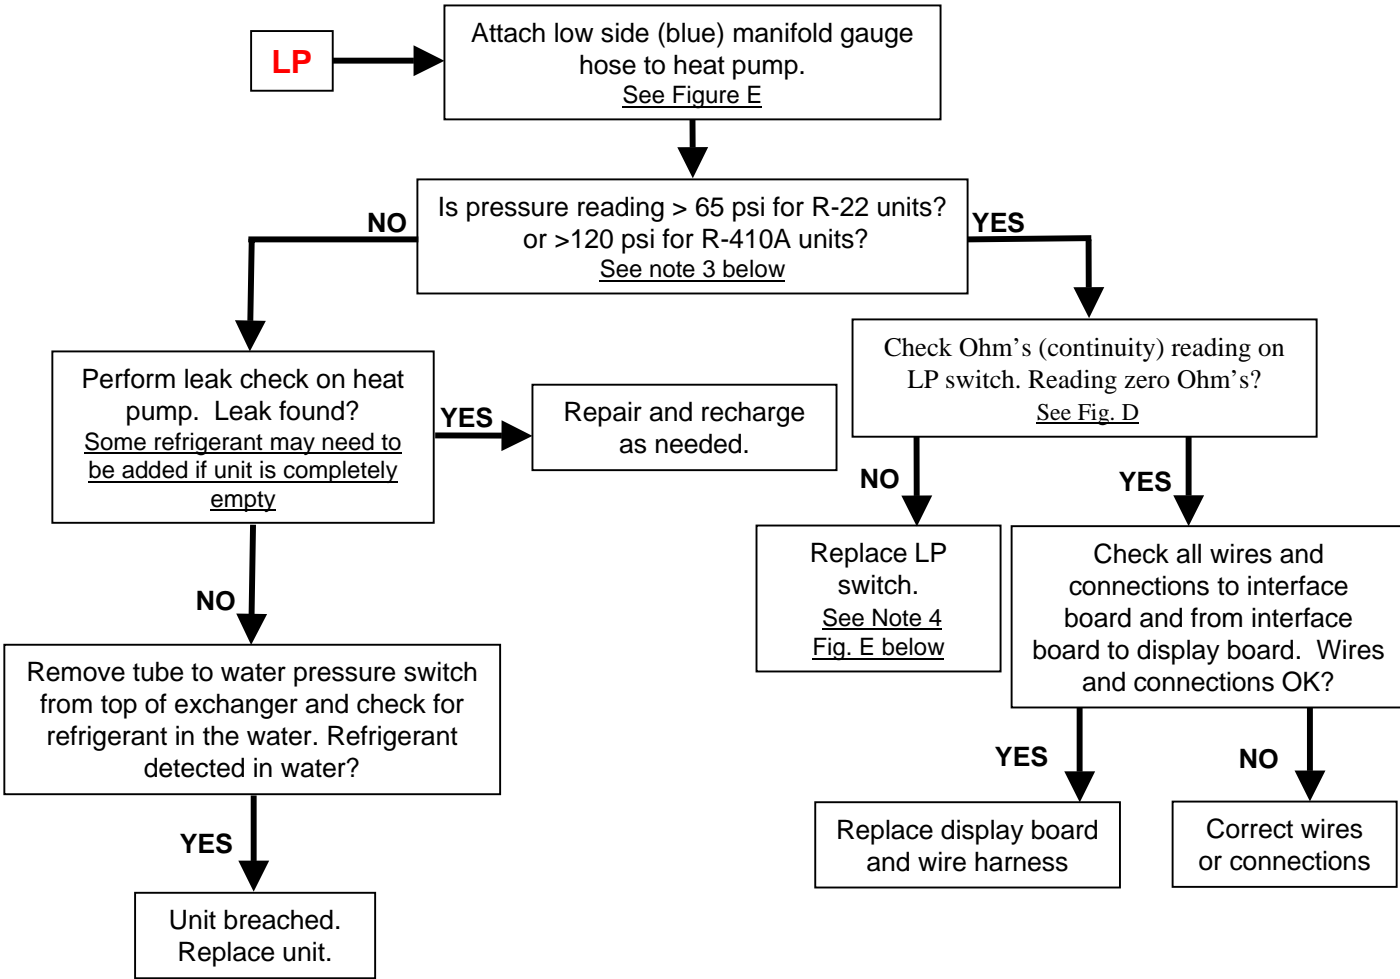 LP
Attach low side (blue) manifold gauge
hose to heat pump.
See Figure E
Is pressure reading > 65 psi for R-22 units?
or >120 psi for R-410A units?
See note 3 below
NO
YES
Perform leak check on heat
pump.  Leak found?
Some refrigerant may need to
be added if unit is completely
empty
YES
Repair and recharge
as needed.
Check Ohm's (continuity) reading on
LP switch. Reading zero Ohm's?
See Fig. D
NO
YES
Replace LP
switch.
See Note 4
Fig. E below
Check all wires and
connections to interface
board and from interface
board to display board.  Wires
and connections OK?
NO
Remove tube to water pressure switch
from top of exchanger and check for
refrigerant in the water. Refrigerant
detected in water?
YES
NO
Replace display board
and wire harness
Correct wires
or connections
YES
Unit breached.
Replace unit.